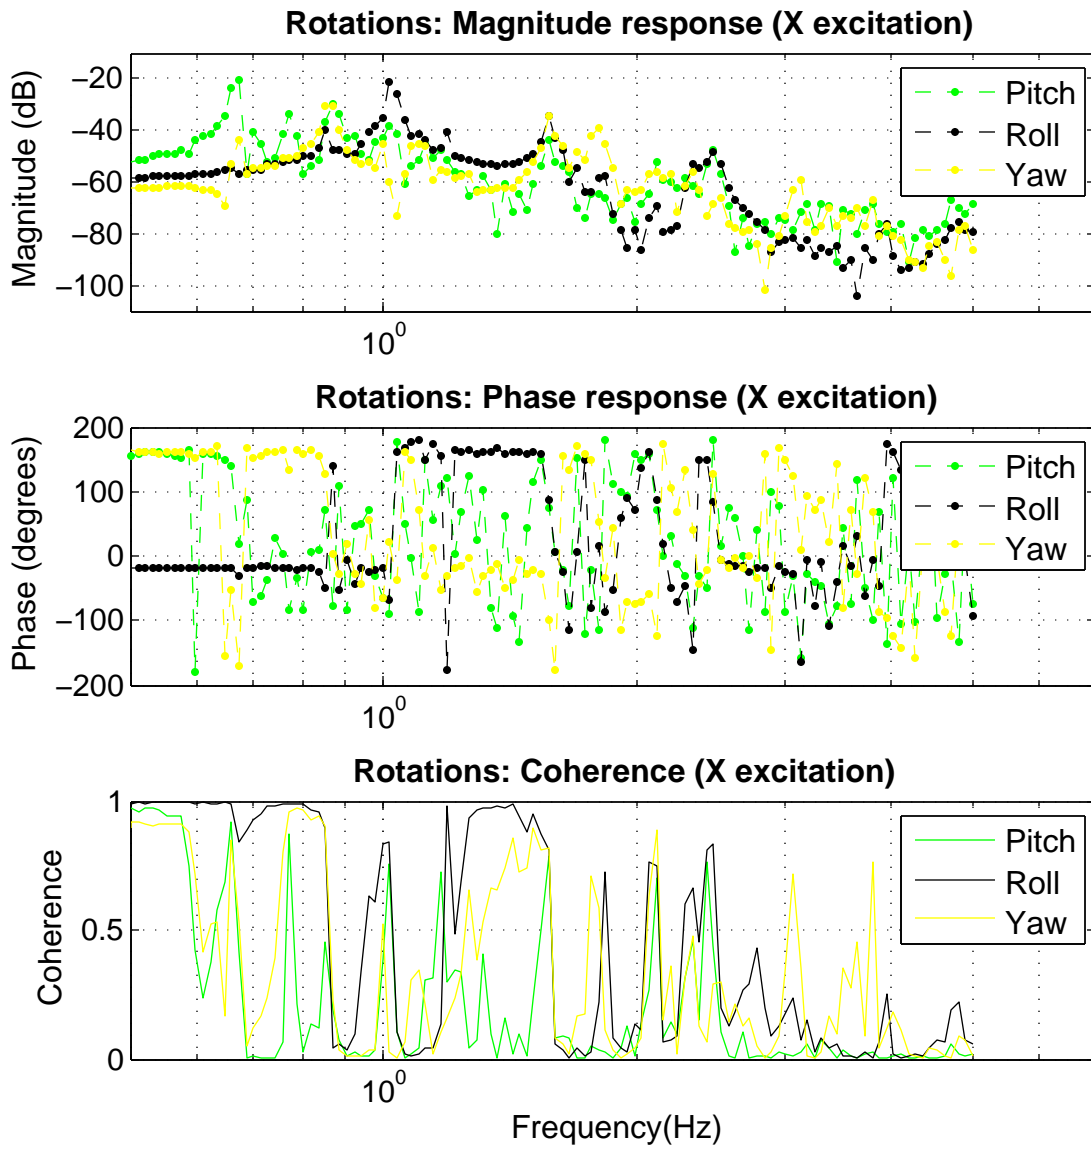 Rotations: Magnitude response (X excitation)
Magnitude (dB)
−20
−40
−60
−80
−100
10^0
Pitch
Roll
Yaw
Rotations: Phase response (X excitation)
Phase (degrees)
200
100
0
−100
−200
10^0
Pitch
Roll
Yaw
Rotations: Coherence (X excitation)
Coherence
1
0.5
0
10^0
Pitch
Roll
Yaw
Frequency(Hz)